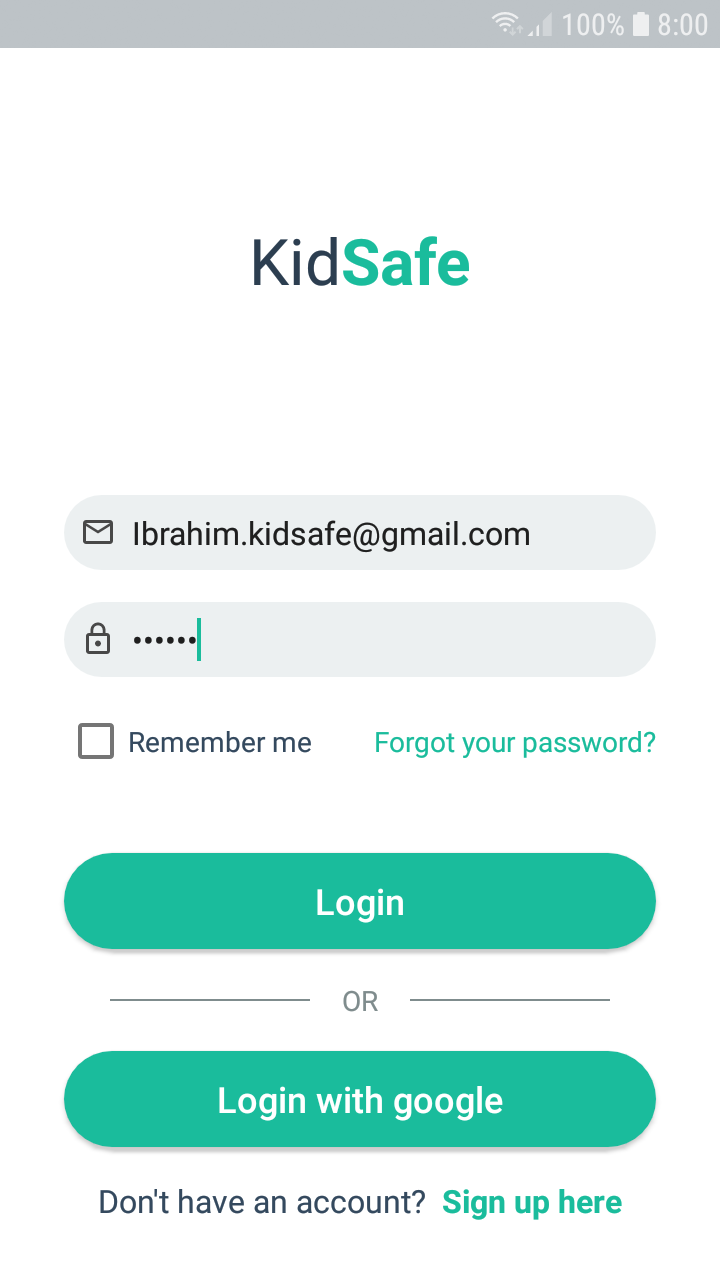 100% 8:00
KidSafe
Ibrahim.kidsafe@gmail.com
••••••
Remember me Forgot your password?
Login
OR
Login with google
Don't have an account? Sign up here